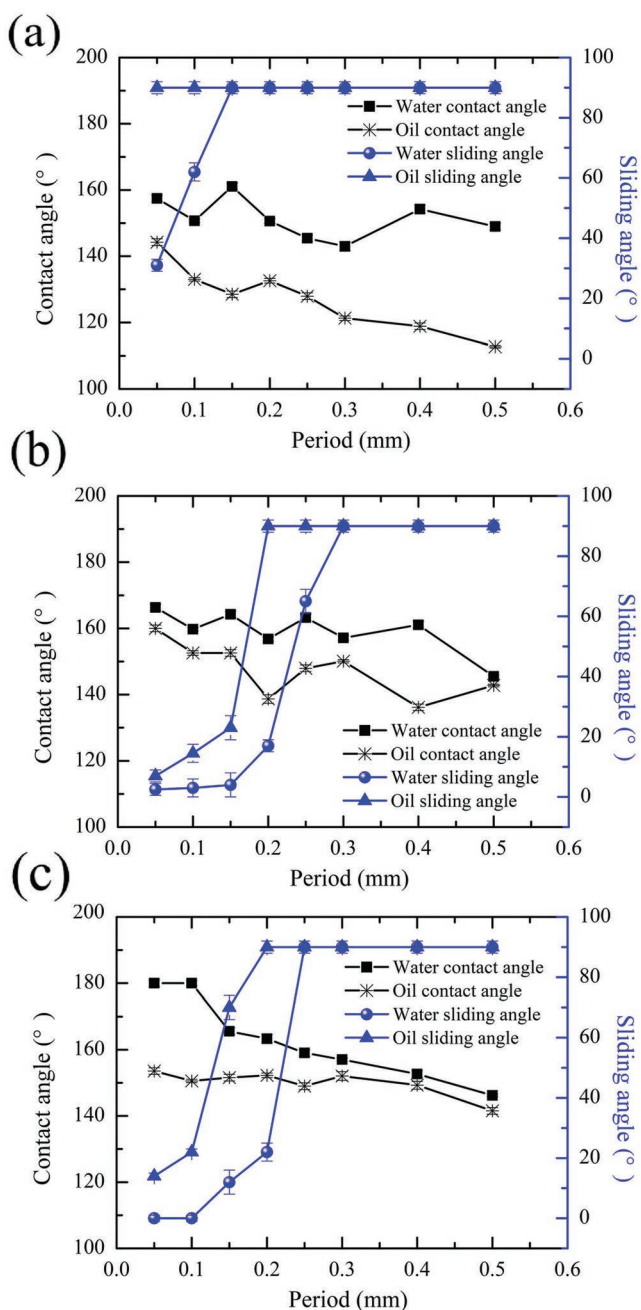 (a)
200
180
160
140
120
100
Contact angle (°)
100
80
60
40
20
0
Sliding angle (°)
Water contact angle
Oil contact angle
Water sliding angle
Oil sliding angle
0.0 0.1 0.2 0.3 0.4 0.5 0.6
Period (mm)
(b)
200
180
160
140
120
100
Contact angle (°)
100
80
60
40
20
0
Sliding angle (°)
Water contact angle
Oil contact angle
Water sliding angle
Oil sliding angle
0.0 0.1 0.2 0.3 0.4 0.5 0.6
Period (mm)
(c)
200
180
160
140
120
100
Contact angle (°)
100
80
60
40
20
0
Sliding angle (°)
Water contact angle
Oil contact angle
Water sliding angle
Oil sliding angle
0.0 0.1 0.2 0.3 0.4 0.5 0.6
Period (mm)